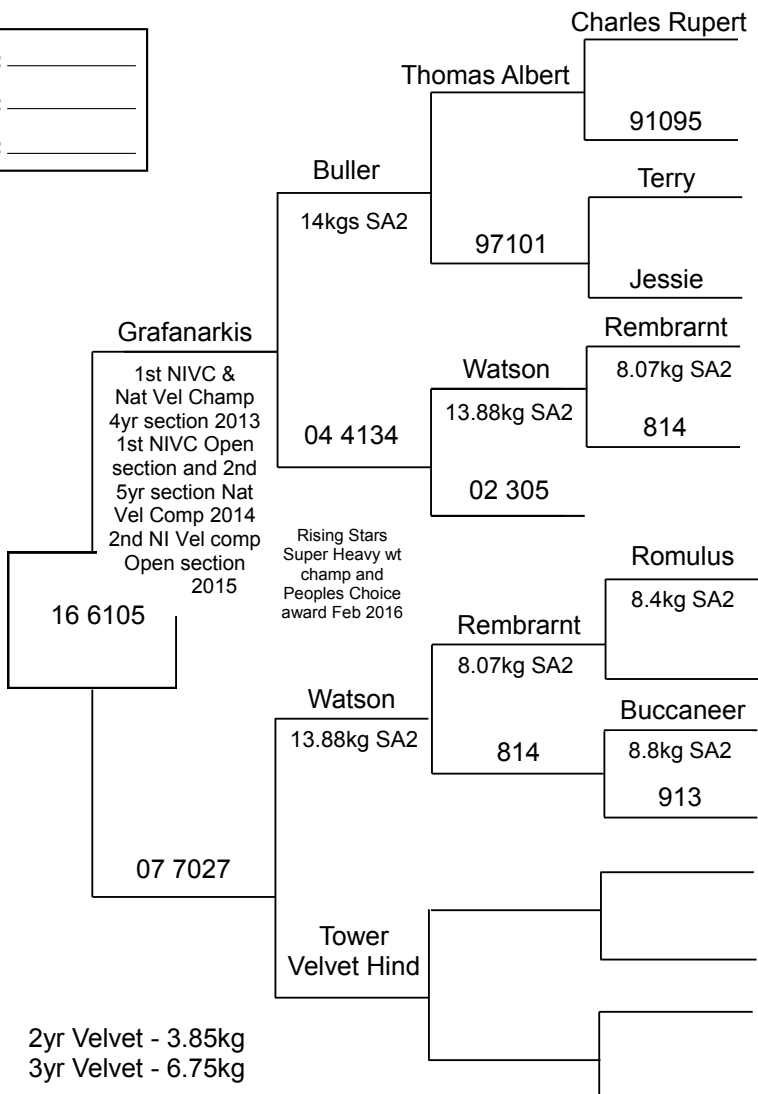 : ____________
: ____________
: ____________
Charles Rupert
Thomas Albert
91095
Buller
14kgs SA2
Terry
97101
Jessie
Grafanarkis
1st NIVC &
Nat Vel Champ
4yr section 2013
1st NIVC Open
section and 2nd
5yr section Nat
Vel Comp 2014
2nd NI Vel comp
Open section
2015
Rembrarnt
8.07kg SA2
Watson
13.88kg SA2
814
04 4134
02 305
Rising Stars
Super Heavy wt
champ and
Peoples Choice
award Feb 2016
16 6105
Romulus
8.4kg SA2
Rembrarnt
8.07kg SA2
Watson
13.88kg SA2
Buccaneer
8.8kg SA2
814
913
07 7027
Tower
Velvet Hind
2yr Velvet - 3.85kg
3yr Velvet - 6.75kg